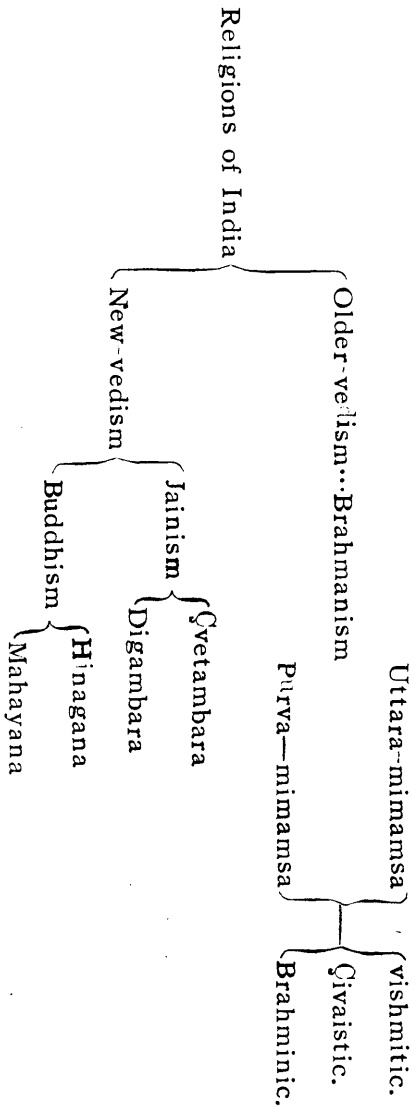 Religions of India
Older-vedism···Brahmanism
Uttara--mimamsa
Purva—mimamsa
vishmitic.
Çivaistic.
Brahminic.
New-vedism
Jainism
Çvetambara
Digambara
Buddhism
Hinagana
Mahayana